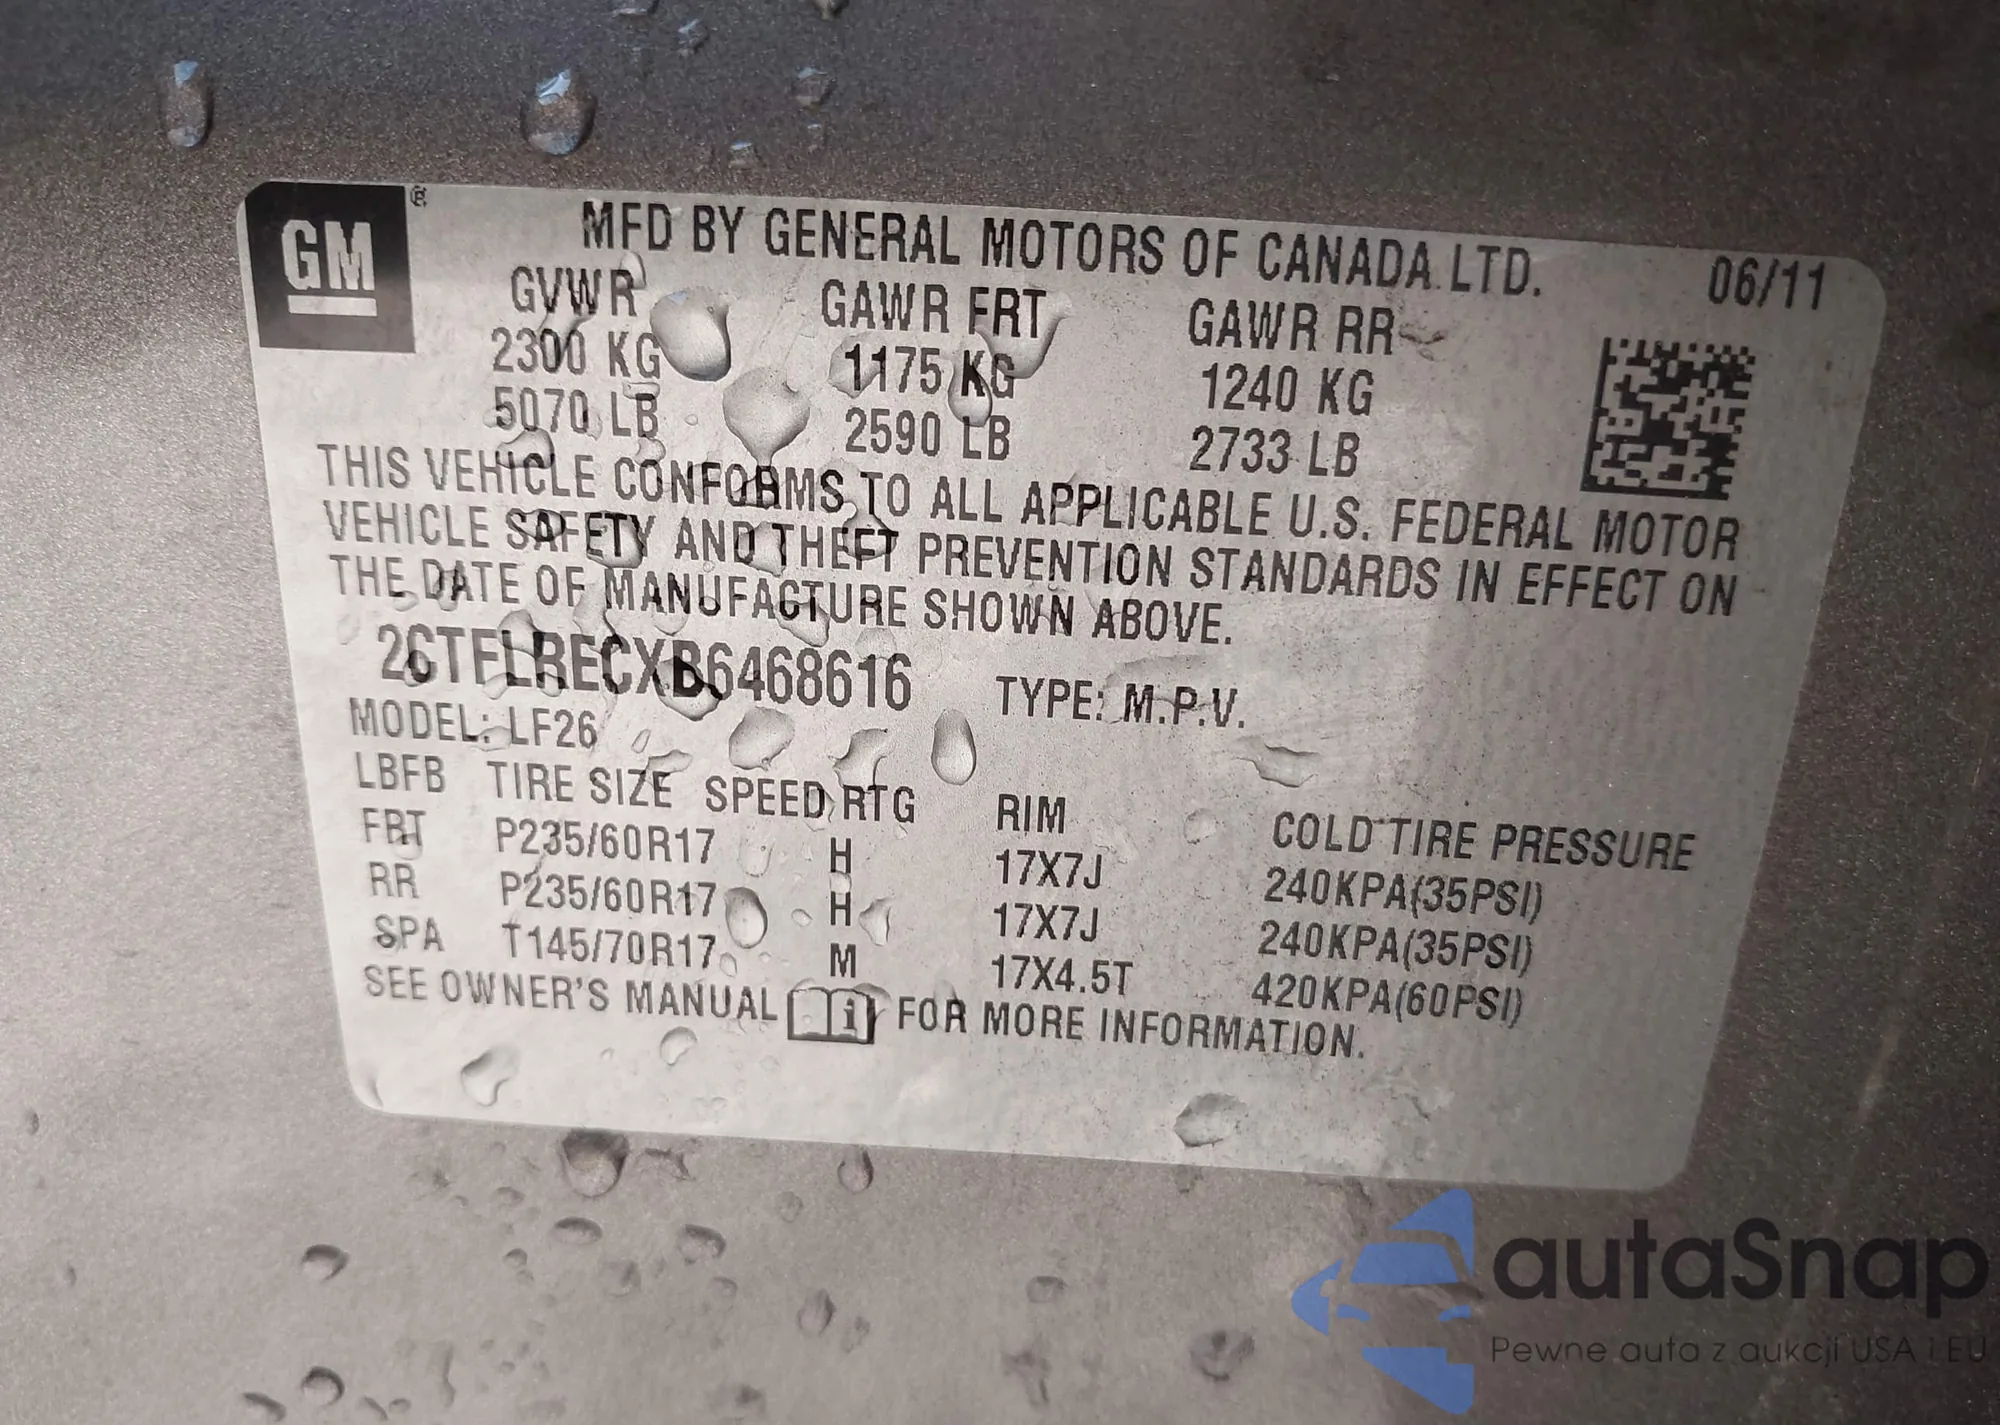 GM ®
MFD BY GENERAL MOTORS OF CANADA LTD.
06/11
GVWR GAWR FRT GAWR RR
2300 KG 1175 KG 1240 KG
5070 LB 2590 LB 2733 LB
THIS VEHICLE CONFORMS TO ALL APPLICABLE U.S. FEDERAL MOTOR
VEHICLE SAFETY AND THEFT PREVENTION STANDARDS IN EFFECT ON
THE DATE OF MANUFACTURE SHOWN ABOVE.
2CTFLRECXB6468616 TYPE: M.P.V.
MODEL: LF26
LBFB TIRE SIZE SPEED RTG RIM COLD TIRE PRESSURE
FRT P235/60R17 H 17X7J 240KPA(35PSI)
RR P235/60R17 H 17X7J 240KPA(35PSI)
SPA T145/70R17 M 17X4.5T 420KPA(60PSI)
SEE OWNER'S MANUAL i FOR MORE INFORMATION.
autaSnap
Pewne auta z aukcji USA i EU